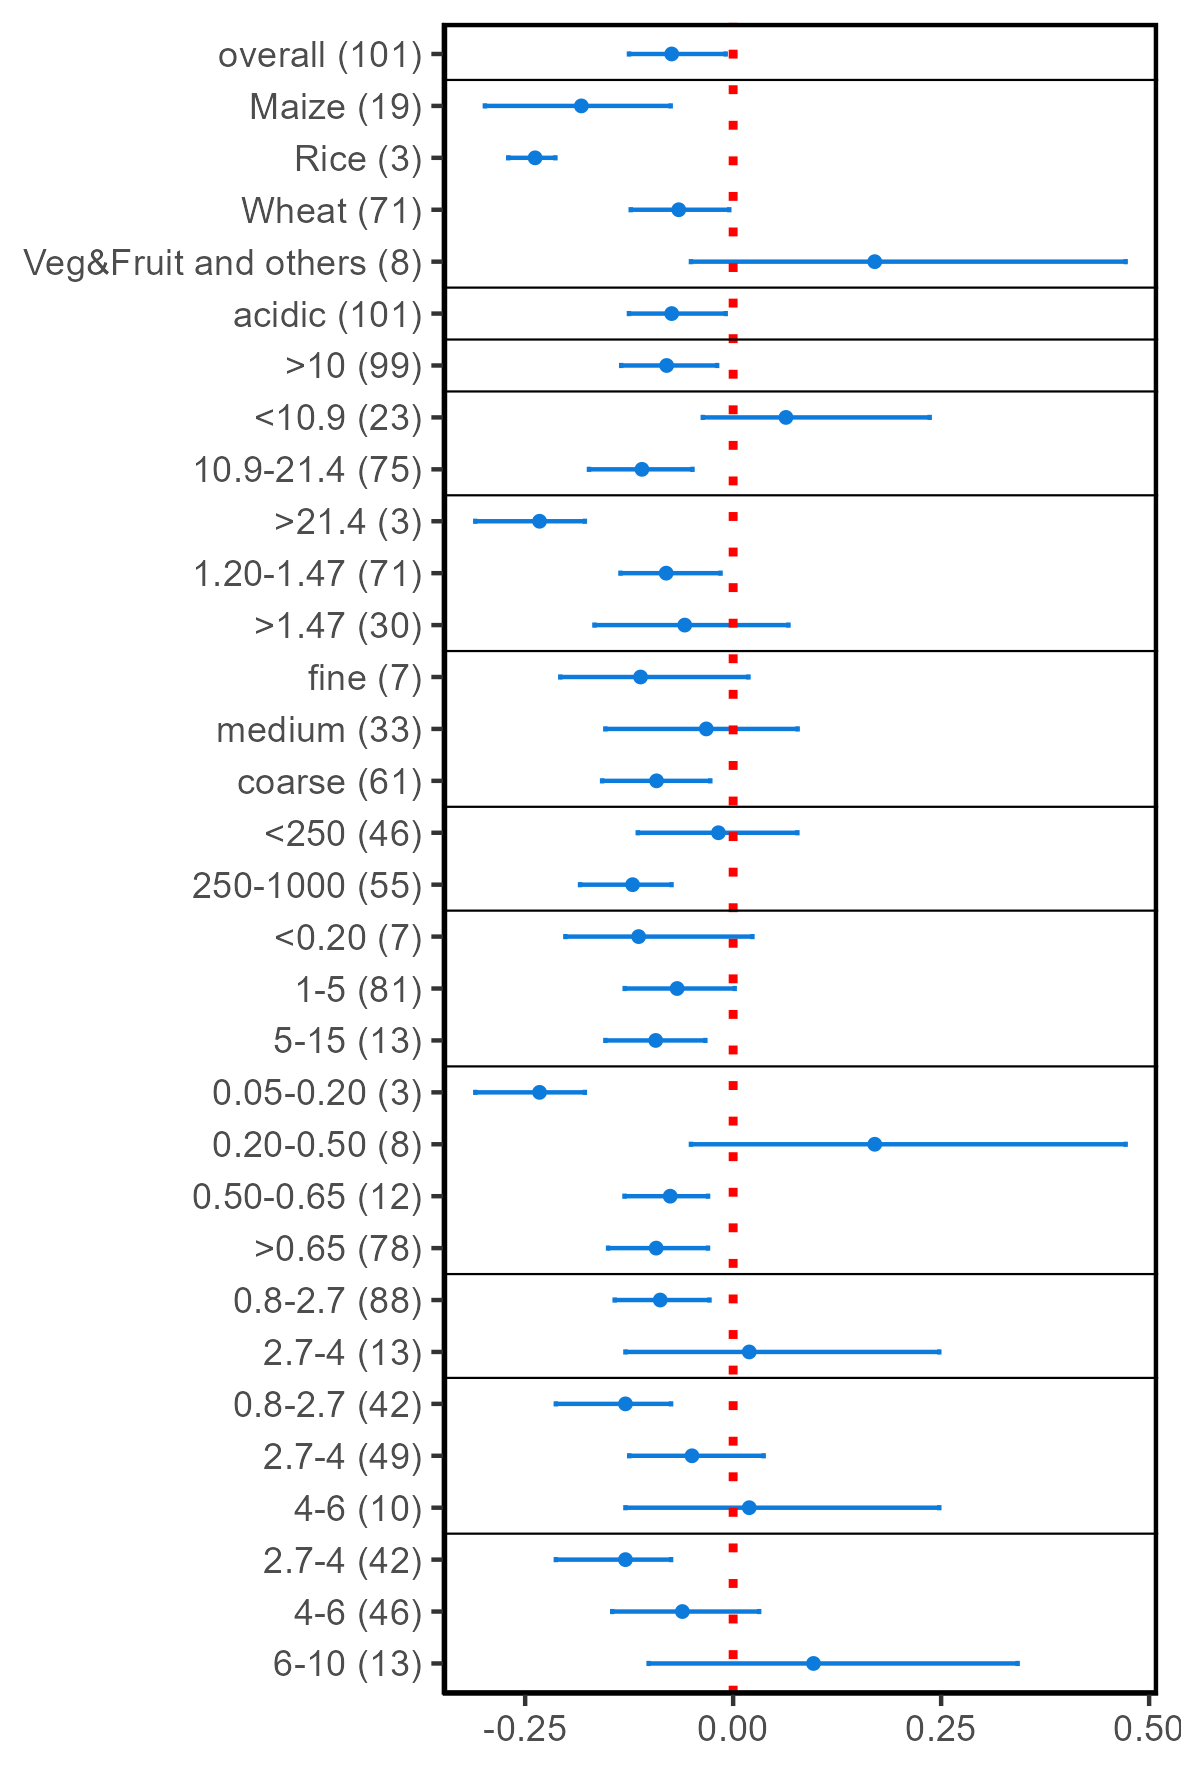 overall (101)
Maize (19)
Rice (3)
Wheat (71)
Veg&Fruit and others (8)
acidic (101)
>10 (99)
<10.9 (23)
10.9-21.4 (75)
>21.4 (3)
1.20-1.47 (71)
>1.47 (30)
fine (7)
medium (33)
coarse (61)
<250 (46)
250-1000 (55)
<0.20 (7)
1-5 (81)
5-15 (13)
0.05-0.20 (3)
0.20-0.50 (8)
0.50-0.65 (12)
>0.65 (78)
0.8-2.7 (88)
2.7-4 (13)
0.8-2.7 (42)
2.7-4 (49)
4-6 (10)
2.7-4 (42)
4-6 (46)
6-10 (13)
-0.25 0.00 0.25 0.50